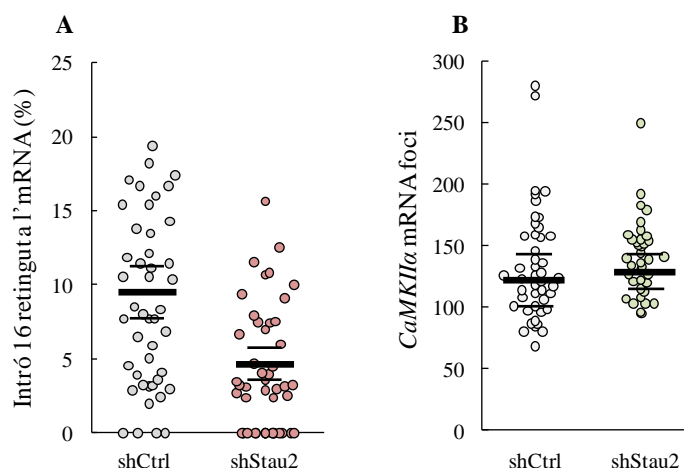 A
Intró 16 retingut a l'mRNA (%)
25
20
15
10
5
0
shCtrl
shStau2
B
CaMKIIα mRNA foci
300
250
200
150
100
50
0
shCtrl
shStau2